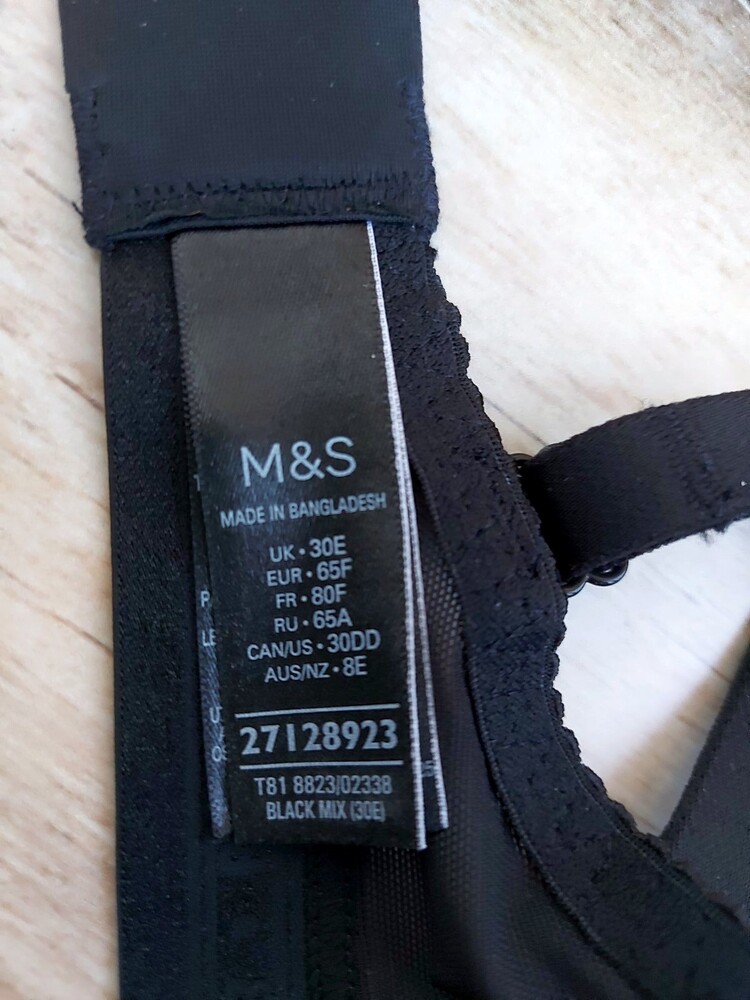 M&S
MADE IN BANGLADESH
UK • 30E
EUR • 65F
FR • 80F
RU • 65A
CAN/US • 30DD
AUS/NZ • 8E
27128923
T81 8823/02338
BLACK MIX (30E)